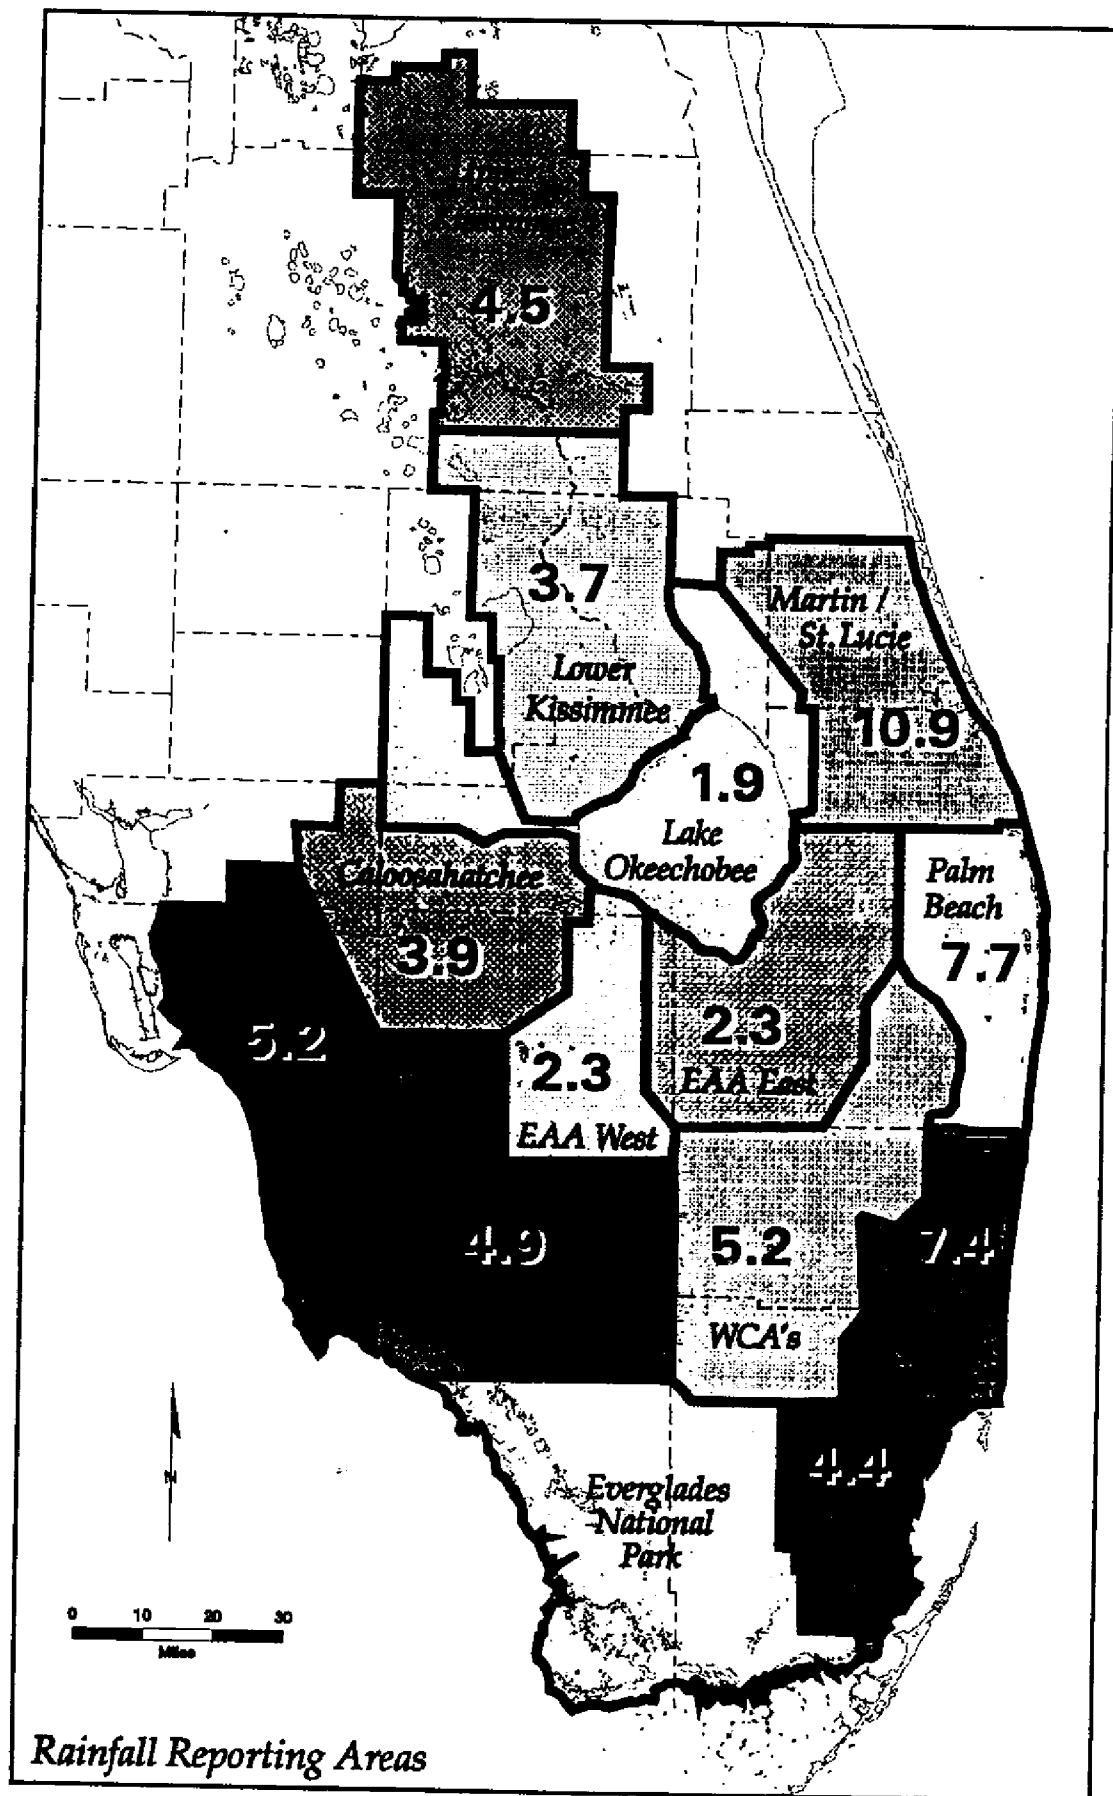 4.5
3.7
Lower
Kissimmee
Martin /
St. Lucie
10.9
1.9
Lake
Okeechobee
Palm
Beach
7.7
Caloosahatchee
3.9
5.2
2.3
EAA East
2.3
EAA West
4.9
5.2
WCA's
7.4
4.4
Everglades
National
Park
N
0 10 20 30
Miles
Rainfall Reporting Areas